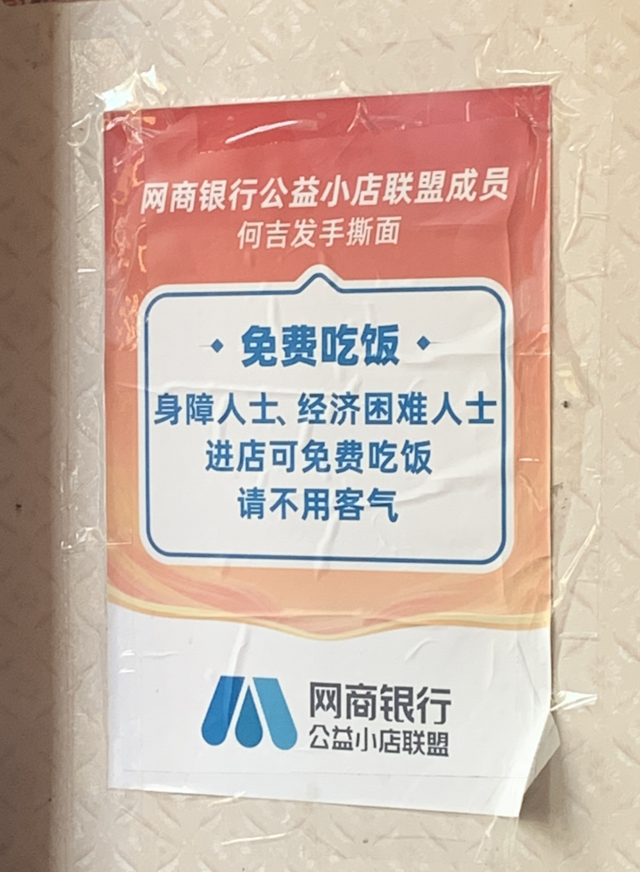 网商银行公益小店联盟成员
何吉发手撕面
免费吃饭
身障人士、经济困难人士
进店可免费吃饭
请不用客气
网商银行
公益小店联盟